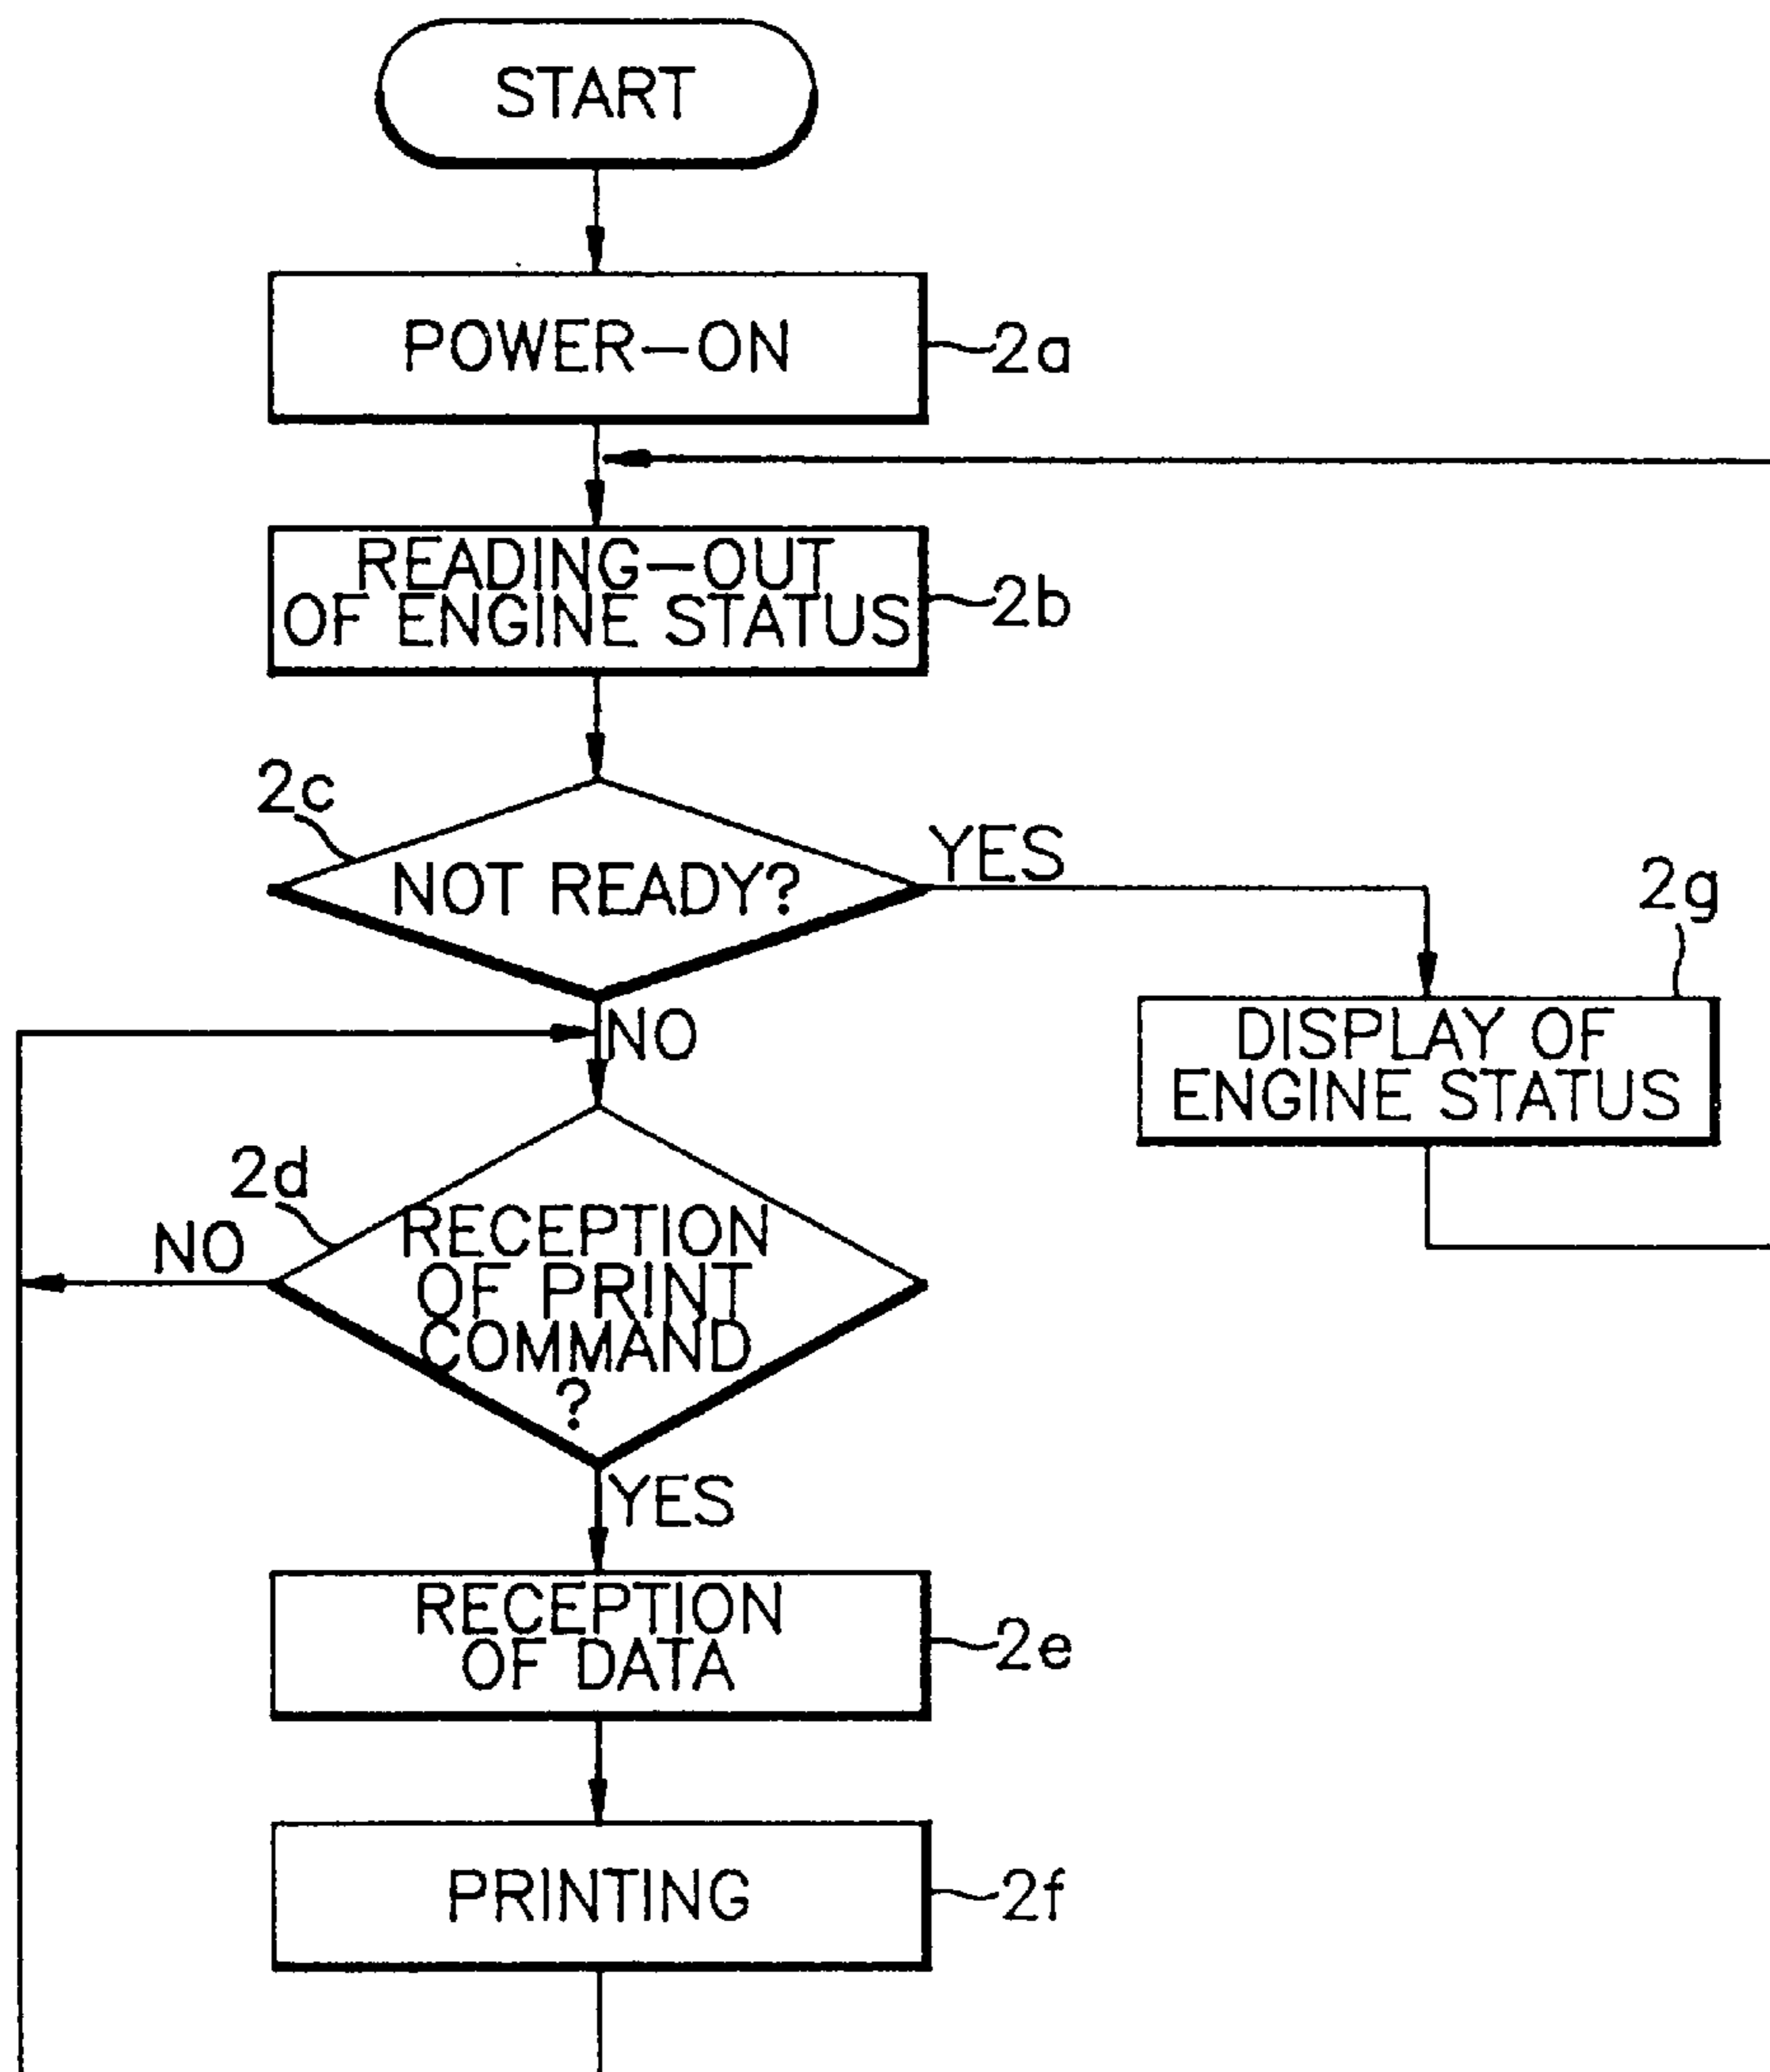 START
POWER-ON
2a
READING-OUT
OF ENGINE STATUS
2b
2c
NOT READY?
YES
2g
NO
DISPLAY OF
ENGINE STATUS
2d
NO
RECEPTION
OF PRINT
COMMAND
?
YES
RECEPTION
OF DATA
2e
PRINTING
2f